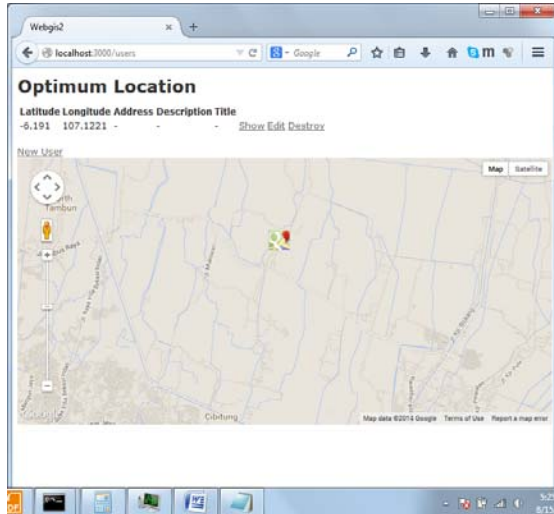 Webgis2
localhost:3000/users
Google
Optimum Location
Latitude Longitude Address Description Title
-6.191 107.1221 - - - Show Edit Destroy
New User
Map Satellite
Tambun
Cibitung
Google
Map data ©2014 Google Terms of Use Report a map error